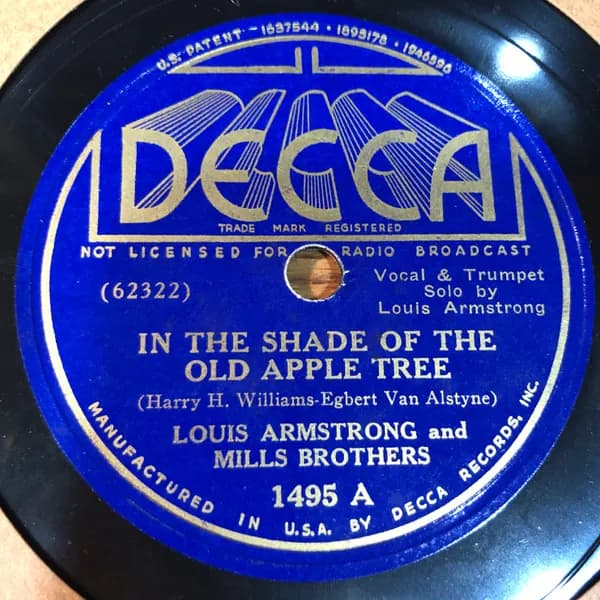 U.S. PATENT - 1637544 • 1695178 • 1946996
DECCA
TRADE MARK REGISTERED
NOT LICENSED FOR RADIO BROADCAST
(62322)
Vocal & Trumpet
Solo by
Louis Armstrong
IN THE SHADE OF THE
OLD APPLE TREE
(Harry H. Williams-Egbert Van Alstyne)
LOUIS ARMSTRONG and
MILLS BROTHERS
1495 A
MANUFACTURED IN U.S.A. BY DECCA RECORDS, INC.